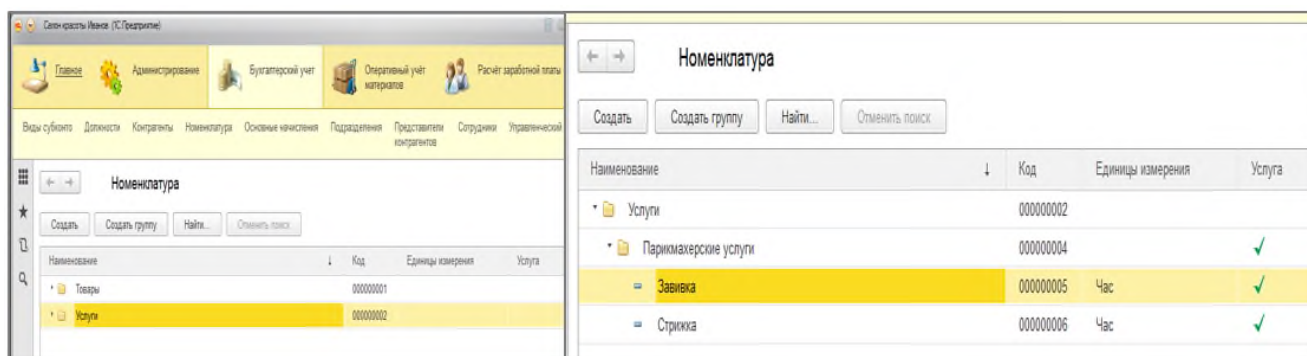 Салон красоты Иванов (1С:Предприятие)
Главное Администрирование Бухгалтерский учет Оперативный учёт материалов Расчёт заработной платы
Виды субконто Должности Контрагенты Номенклатура Основные начисления Подразделения Представители контрагентов Сотрудники Управленческий
Номенклатура
Создать Создать группу Найти... Отменить поиск
Наименование ↓ Код Единицы измерения Услуга
Товары 000000001
Услуги 000000002
Номенклатура
Создать Создать группу Найти... Отменить поиск
Наименование ↓ Код Единицы измерения Услуга
Услуги 000000002
Парикмахерские услуги 000000004 ✓
Завивка 000000005 Час ✓
Стрижка 000000006 Час ✓